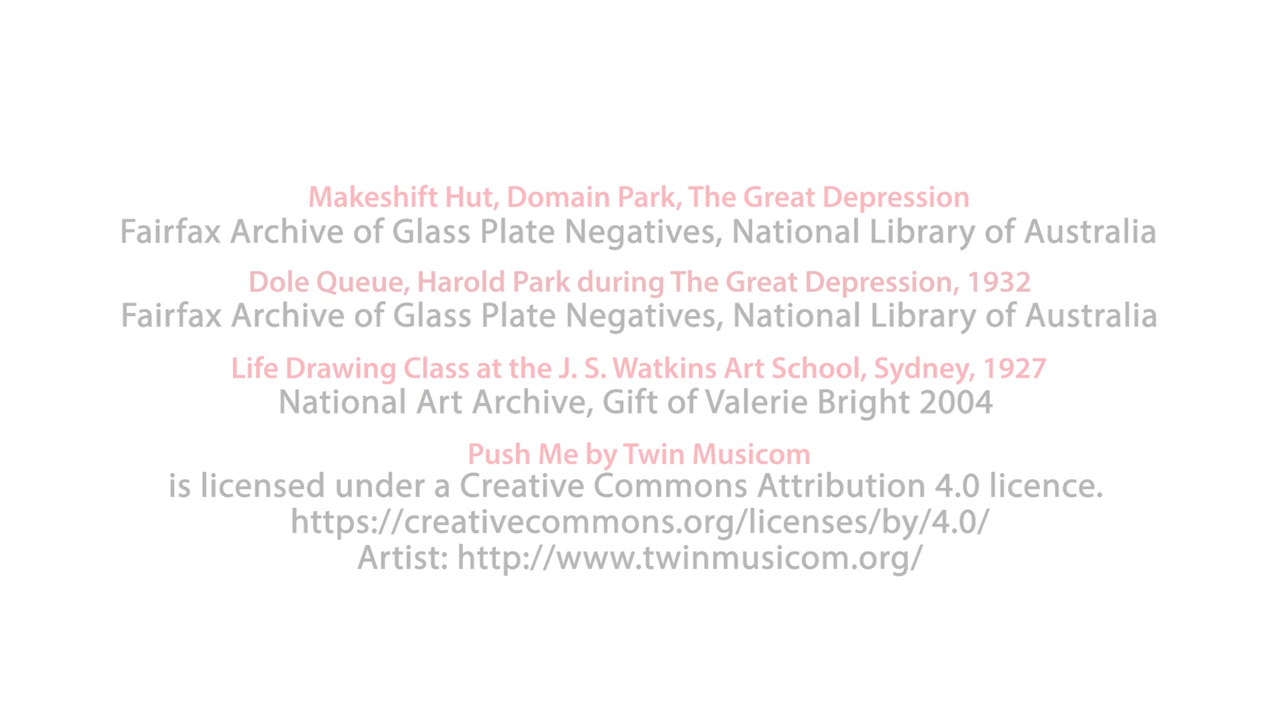 Makeshift Hut, Domain Park, The Great Depression
Fairfax Archive of Glass Plate Negatives, National Library of Australia
Dole Queue, Harold Park during The Great Depression, 1932
Fairfax Archive of Glass Plate Negatives, National Library of Australia
Life Drawing Class at the J. S. Watkins Art School, Sydney, 1927
National Art Archive, Gift of Valerie Bright 2004
Push Me by Twin Musicom
is licensed under a Creative Commons Attribution 4.0 licence.
https://creativecommons.org/licenses/by/4.0/
Artist: http://www.twinmusicom.org/